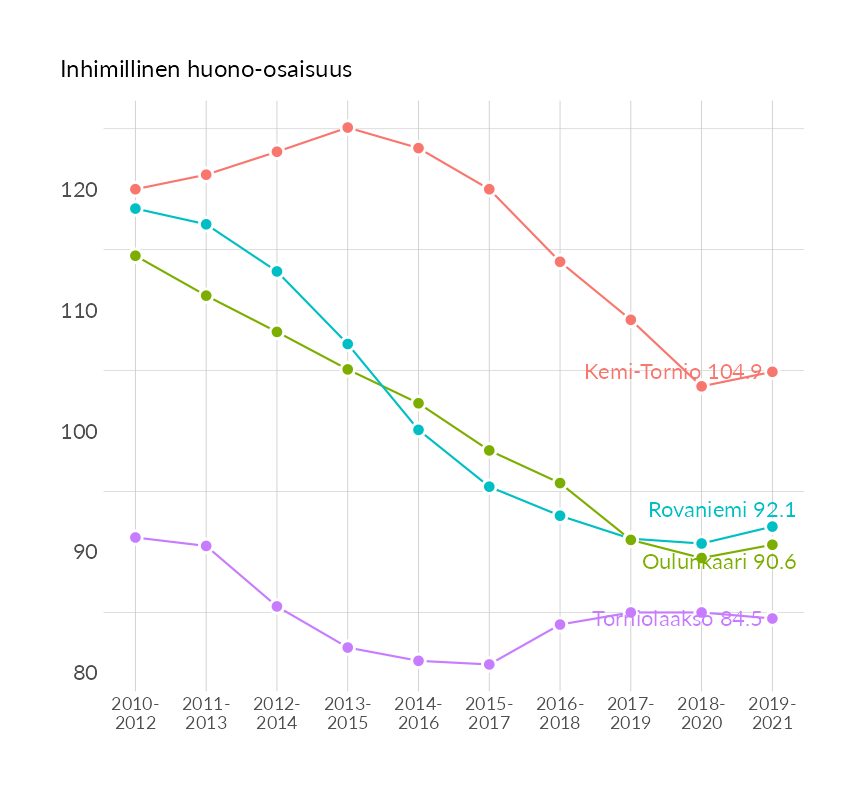 Inhimillinen huono-osaisuus
120
110
100
90
80
Kemi-Tornio 104.9
Rovaniemi 92.1
Oulunkaari 90.6
Torniolaakso 84.5
2010- 2011- 2012- 2013- 2014- 2015- 2016- 2017- 2018- 2019-
2012 2013 2014 2015 2016 2017 2018 2019 2020 2021